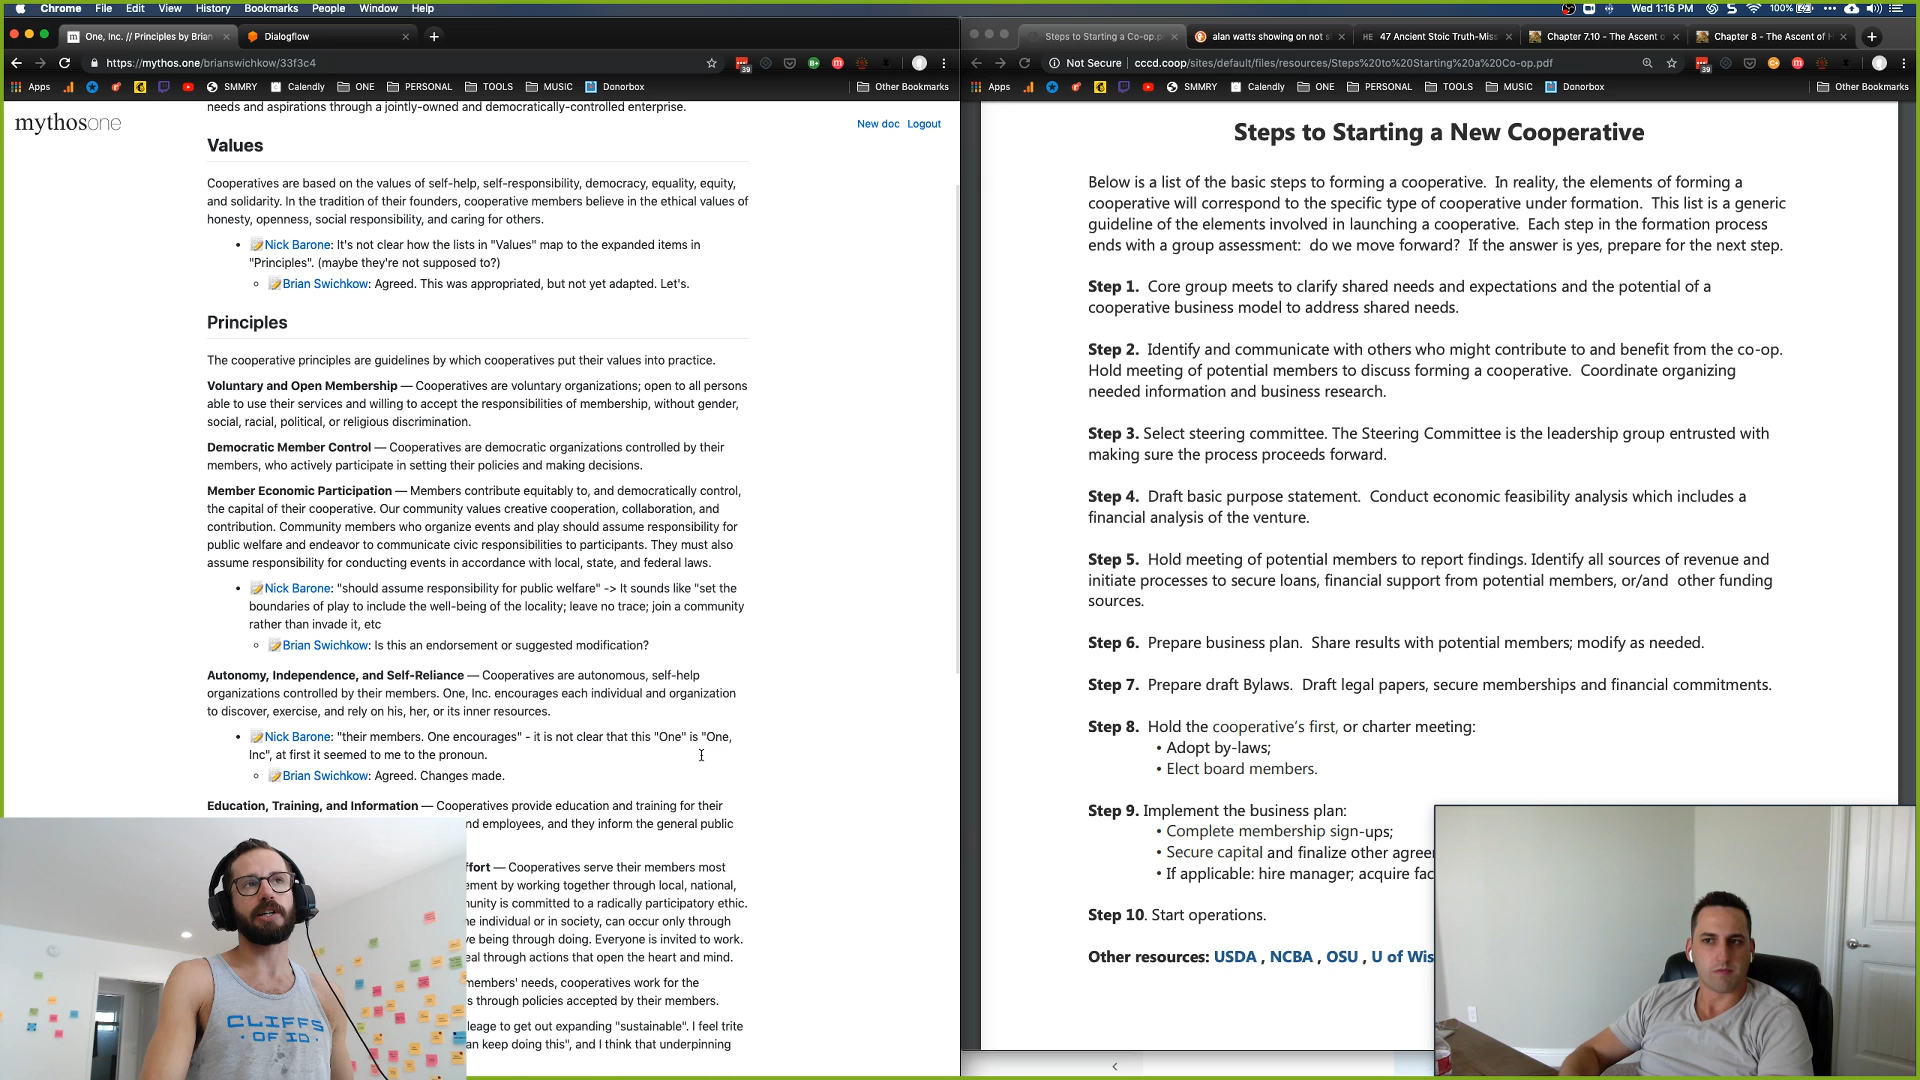 Chrome File Edit View History Bookmarks People Window Help
100% Wed 1:16 PM
One, Inc. // Principles by Brian
Dialogflow
https://mythos.one/brianswichkow/33f3c4
Apps SMMRY Calendly ONE PERSONAL TOOLS MUSIC Donorbox Other Bookmarks
needs and aspirations through a jointly-owned and democratically-controlled enterprise.
mythosone
New doc Logout
Values
Cooperatives are based on the values of self-help, self-responsibility, democracy, equality, equity,
and solidarity. In the tradition of their founders, cooperative members believe in the ethical values of
honesty, openness, social responsibility, and caring for others.
• Nick Barone: It's not clear how the lists in "Values" map to the expanded items in
"Principles". (maybe they're not supposed to?)
◦ Brian Swichkow: Agreed. This was appropriated, but not yet adapted. Let's.
Principles
The cooperative principles are guidelines by which cooperatives put their values into practice.
Voluntary and Open Membership — Cooperatives are voluntary organizations; open to all persons
able to use their services and willing to accept the responsibilities of membership, without gender,
social, racial, political, or religious discrimination.
Democratic Member Control — Cooperatives are democratic organizations controlled by their
members, who actively participate in setting their policies and making decisions.
Member Economic Participation — Members contribute equitably to, and democratically control,
the capital of their cooperative. Our community values creative cooperation, collaboration, and
contribution. Community members who organize events and play should assume responsibility for
public welfare and endeavor to communicate civic responsibilities to participants. They must also
assume responsibility for conducting events in accordance with local, state, and federal laws.
• Nick Barone: "should assume responsibility for public welfare" -> It sounds like "set the
boundaries of play to include the well-being of the locality; leave no trace; join a community
rather than invade it, etc
◦ Brian Swichkow: Is this an endorsement or suggested modification?
Autonomy, Independence, and Self-Reliance — Cooperatives are autonomous, self-help
organizations controlled by their members. One, Inc. encourages each individual and organization
to discover, exercise, and rely on his, her, or its inner resources.
• Nick Barone: "their members. One encourages" - it is not clear that this "One" is "One,
Inc", at first it seemed to me to the pronoun.
◦ Brian Swichkow: Agreed. Changes made.
Education, Training, and Information — Cooperatives provide education and training for their
nd employees, and they inform the general public
ffort — Cooperatives serve their members most
ement by working together through local, national,
unity is committed to a radically participatory ethic.
ne individual or in society, can occur only through
ve being through doing. Everyone is invited to work.
eal through actions that open the heart and mind.
members' needs, cooperatives work for the
s through policies accepted by their members.
leage to get out expanding "sustainable". I feel trite
an keep doing this", and I think that underpinning
CLIFFS
Steps to Starting a Co-op.p
alan watts showing on not s
47 Ancient Stoic Truth-Miss
Chapter 7.10 - The Ascent o
Chapter 8 - The Ascent of H
Not Secure cccd.coop/sites/default/files/resources/Steps%20to%20Starting%20a%20Co-op.pdf
Apps SMMRY Calendly ONE PERSONAL TOOLS MUSIC Donorbox Other Bookmarks
Steps to Starting a New Cooperative
Below is a list of the basic steps to forming a cooperative. In reality, the elements of forming a
cooperative will correspond to the specific type of cooperative under formation. This list is a generic
guideline of the elements involved in launching a cooperative. Each step in the formation process
ends with a group assessment: do we move forward? If the answer is yes, prepare for the next step.
Step 1. Core group meets to clarify shared needs and expectations and the potential of a
cooperative business model to address shared needs.
Step 2. Identify and communicate with others who might contribute to and benefit from the co-op.
Hold meeting of potential members to discuss forming a cooperative. Coordinate organizing
needed information and business research.
Step 3. Select steering committee. The Steering Committee is the leadership group entrusted with
making sure the process proceeds forward.
Step 4. Draft basic purpose statement. Conduct economic feasibility analysis which includes a
financial analysis of the venture.
Step 5. Hold meeting of potential members to report findings. Identify all sources of revenue and
initiate processes to secure loans, financial support from potential members, or/and other funding
sources.
Step 6. Prepare business plan. Share results with potential members; modify as needed.
Step 7. Prepare draft Bylaws. Draft legal papers, secure memberships and financial commitments.
Step 8. Hold the cooperative's first, or charter meeting:
• Adopt by-laws;
• Elect board members.
Step 9. Implement the business plan:
• Complete membership sign-ups;
• Secure capital and finalize other agreer
• If applicable: hire manager; acquire fac
Step 10. Start operations.
Other resources: USDA , NCBA , OSU , U of Wis